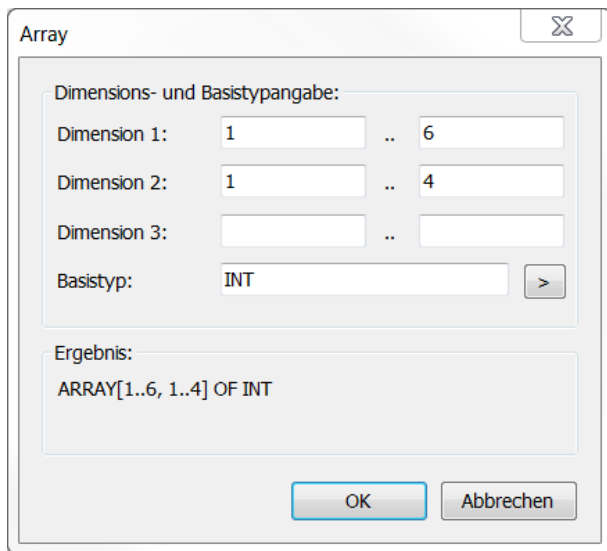 Array
Dimensions- und Basistypangabe:
Dimension 1: 1 .. 6
Dimension 2: 1 .. 4
Dimension 3: ..
Basistyp: INT >
Ergebnis:
ARRAY[1..6, 1..4] OF INT
OK Abbrechen